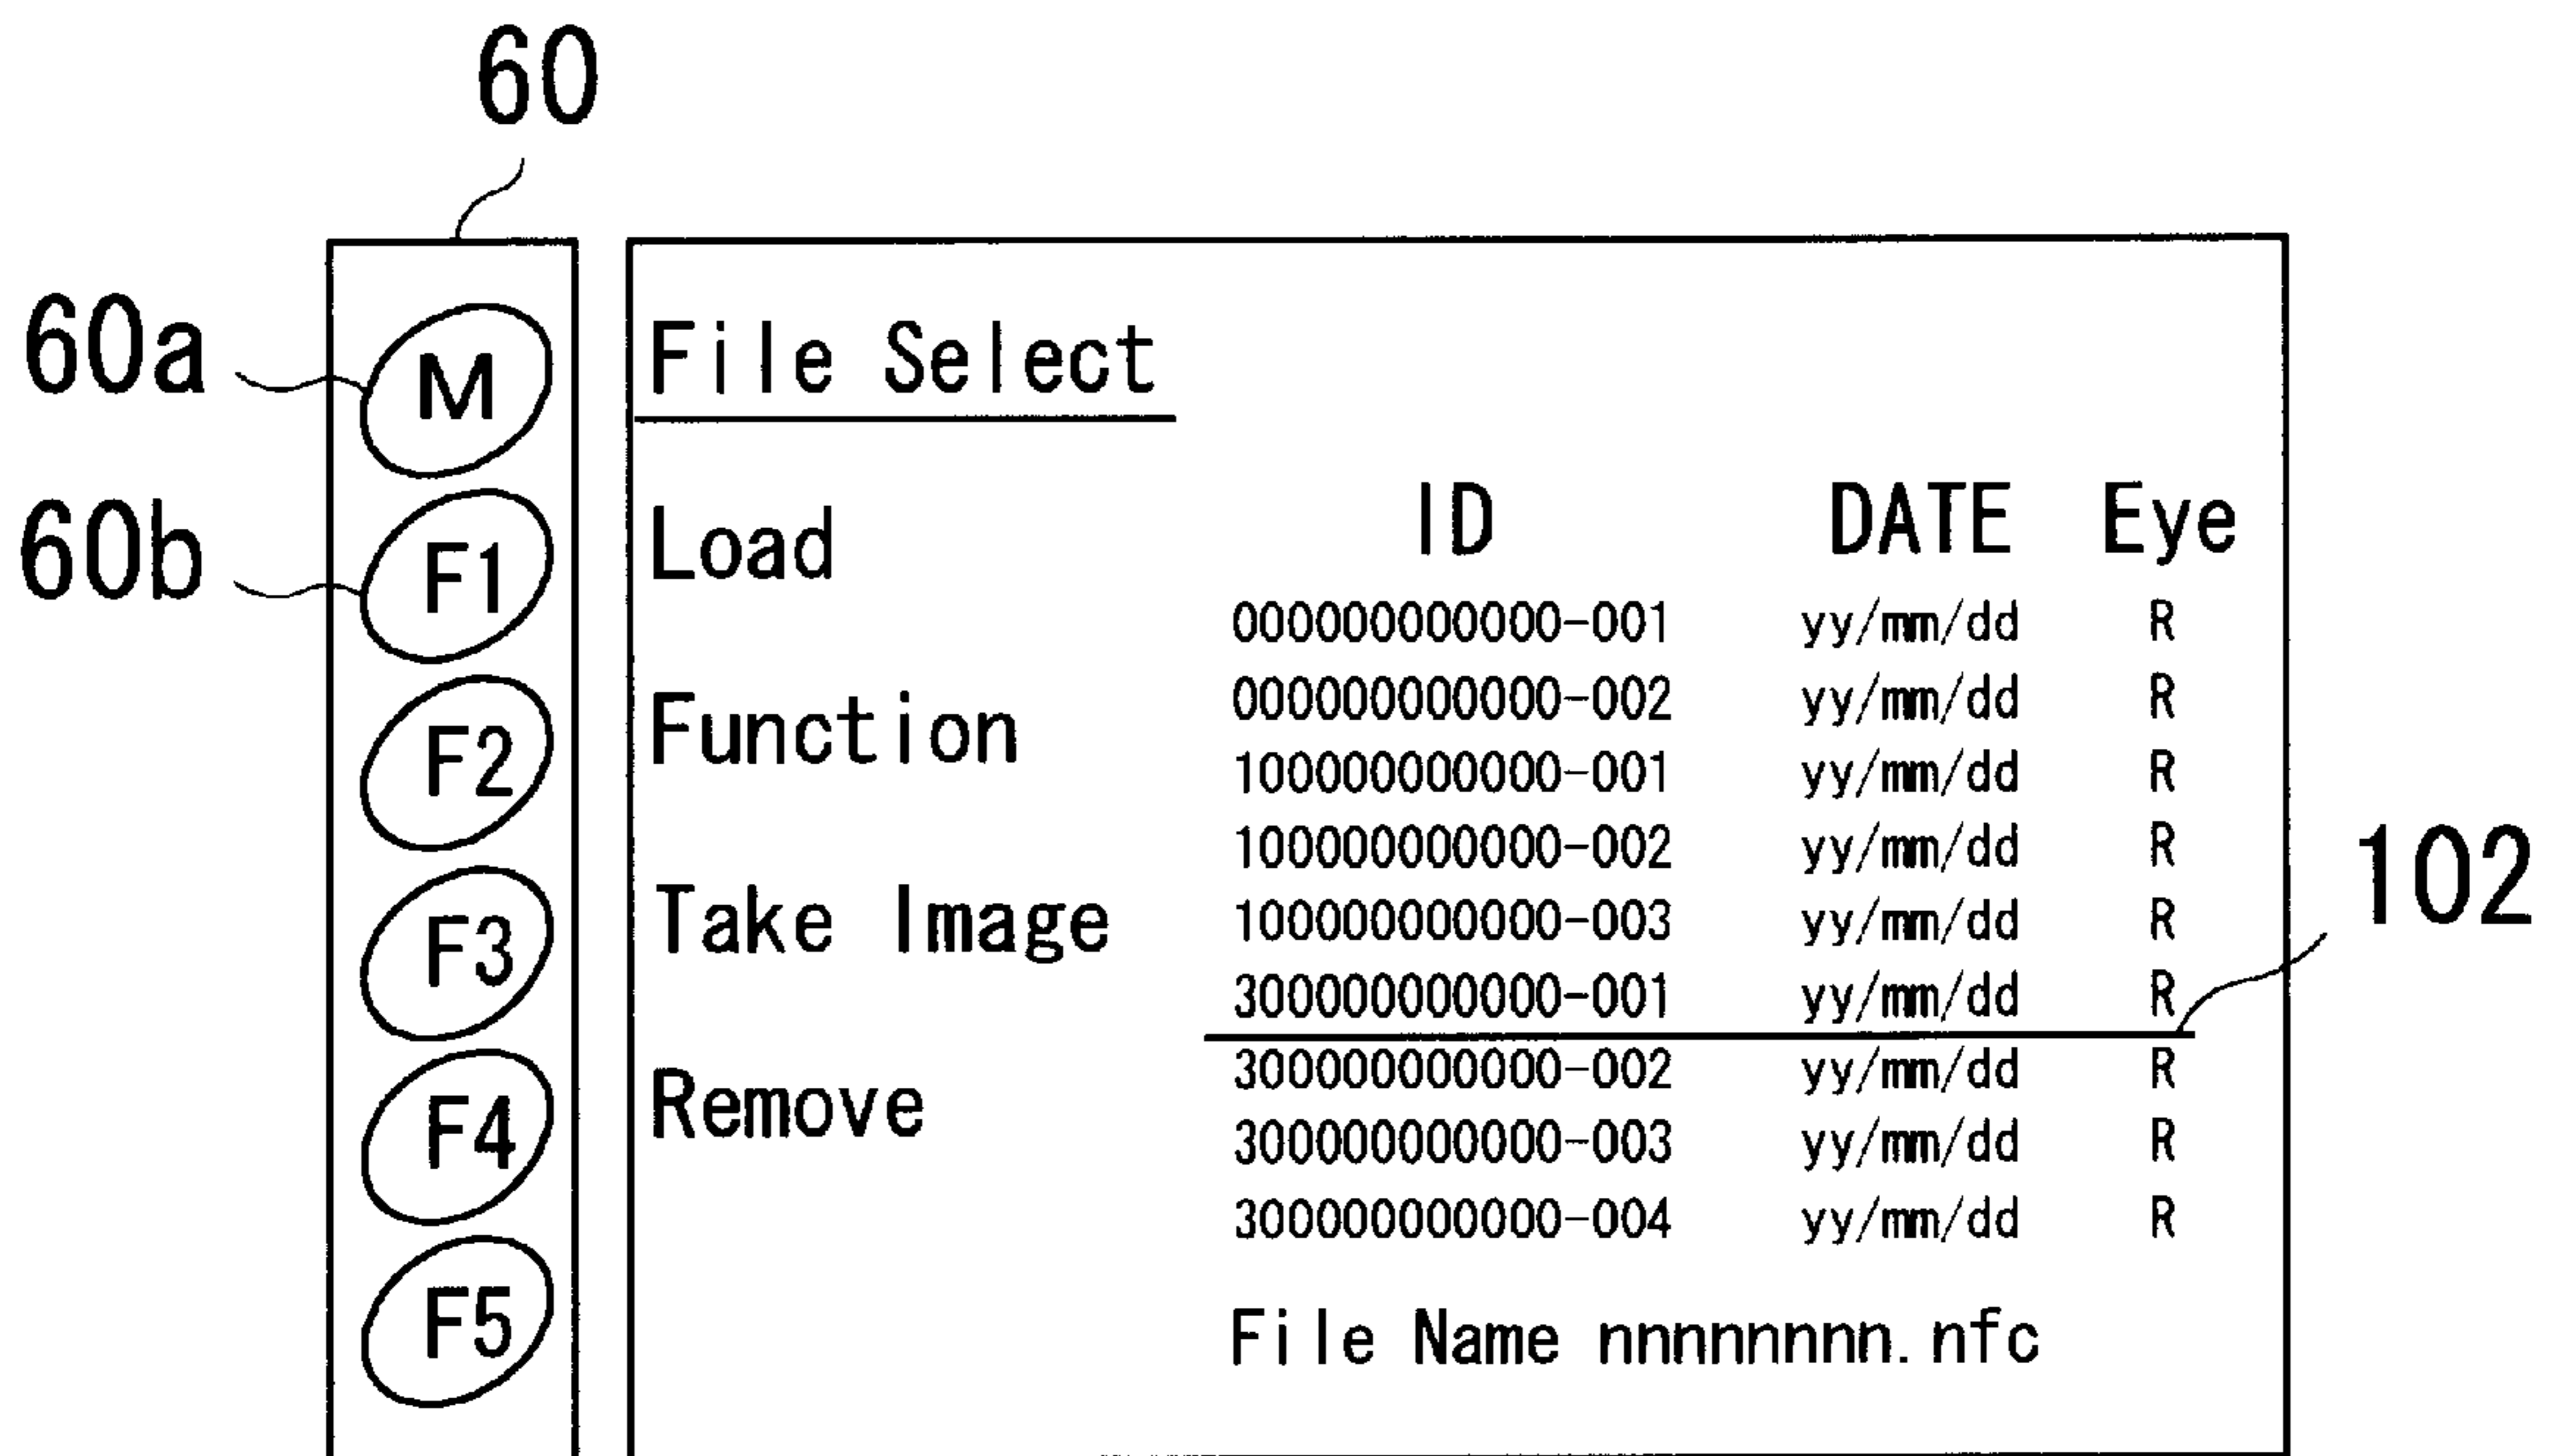 60
60a
M
File Select
60b
F1
Load
ID DATE Eye
000000000000-001 yy/mm/dd R
000000000000-002 yy/mm/dd R
F2
Function
100000000000-001 yy/mm/dd R
100000000000-002 yy/mm/dd R
102
F3
Take Image
100000000000-003 yy/mm/dd R
300000000000-001 yy/mm/dd R
300000000000-002 yy/mm/dd R
F4
Remove
300000000000-003 yy/mm/dd R
300000000000-004 yy/mm/dd R
F5
File Name nnnnnnnn.nfc